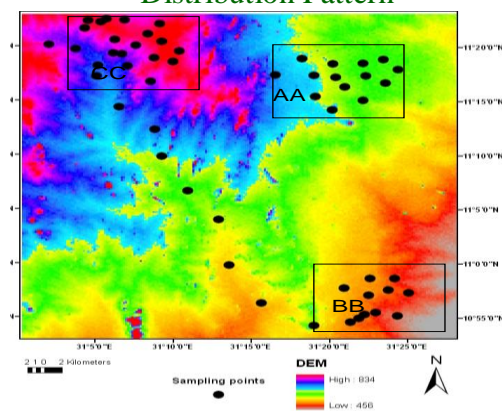 Distribution Pattern
CC
AA
BB
11°20'0"N
11°15'0"N
11°10'0"N
11°5'0"N
11°0'0"N
10°55'0"N
31°5'0"E
31°10'0"E
31°15'0"E
31°20'0"E
31°25'0"E
2 1 0 2 Kilometers
Sampling points
DEM
High : 834
Low : 456
N